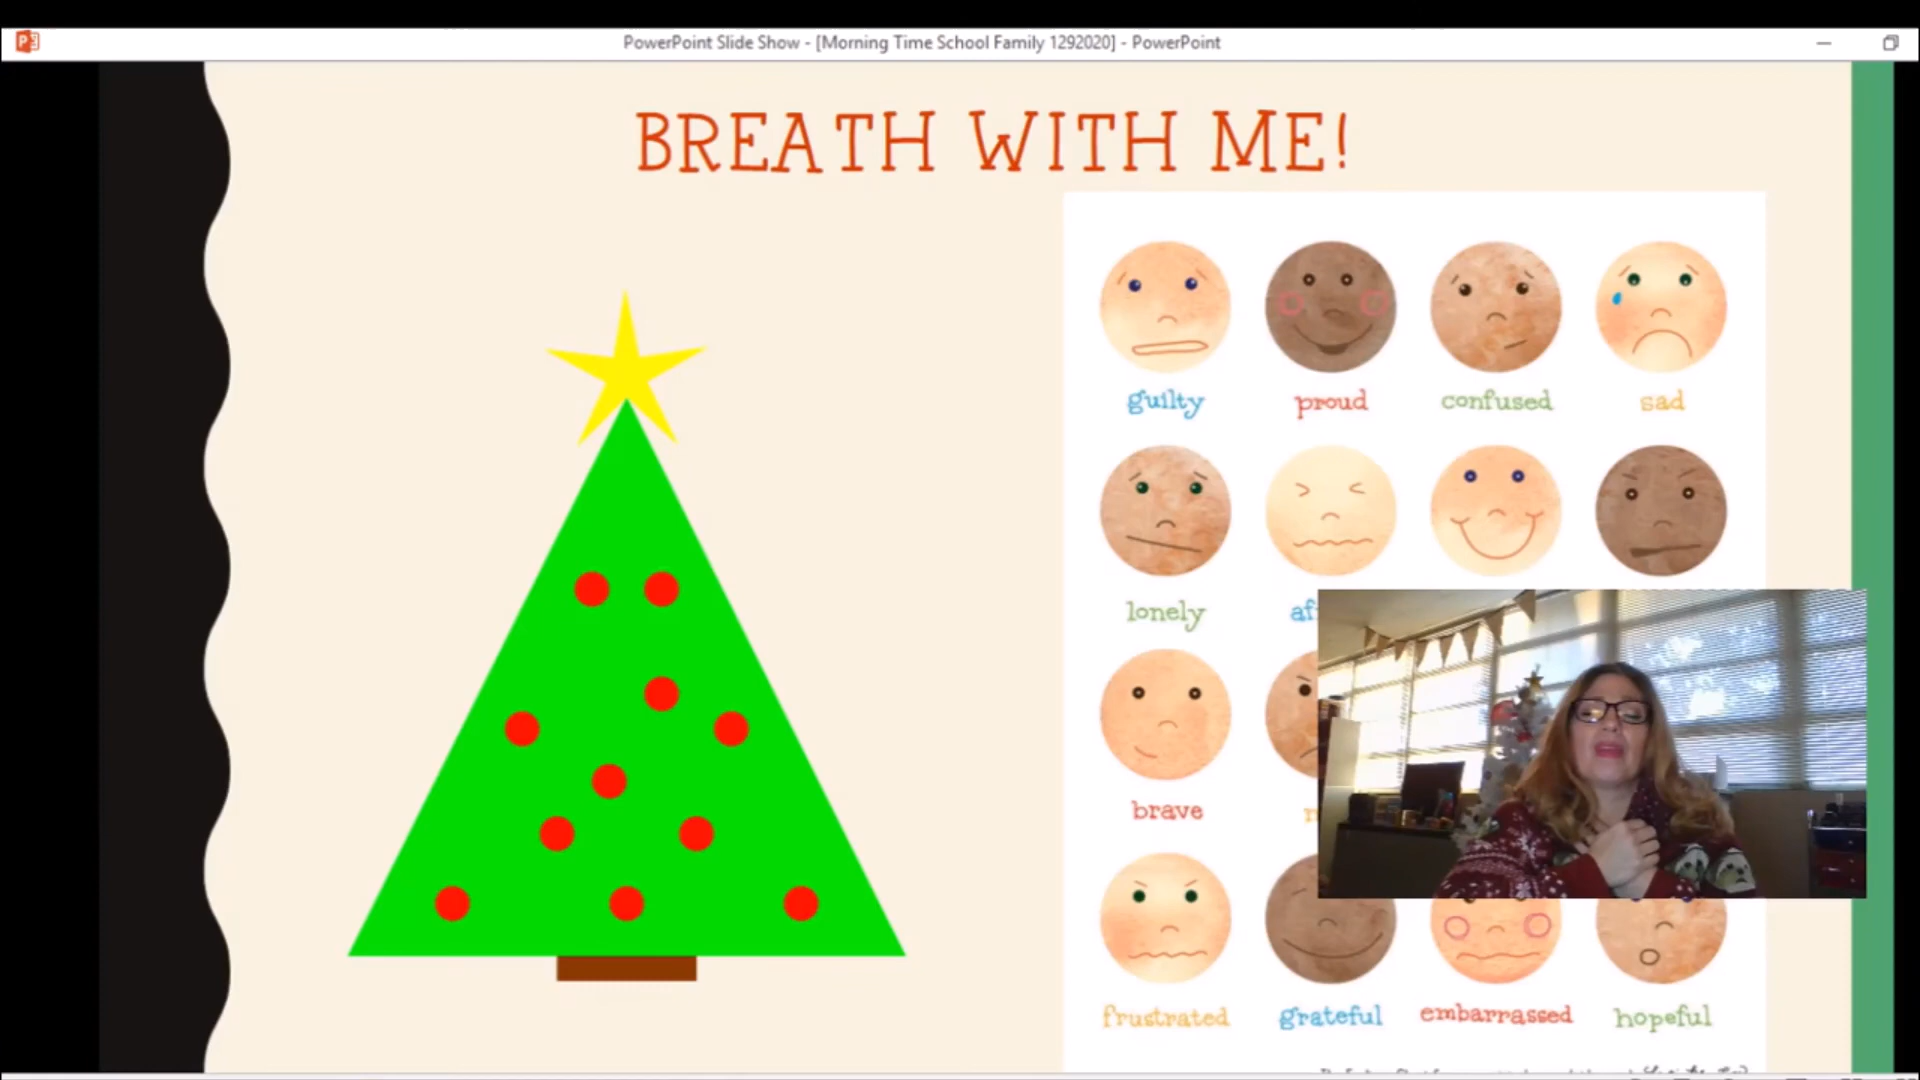 PowerPoint Slide Show - [Morning Time School Family 1292020] - PowerPoint
BREATH WITH ME!
guilty proud confused sad
lonely
brave
frustrated grateful embarrassed hopeful